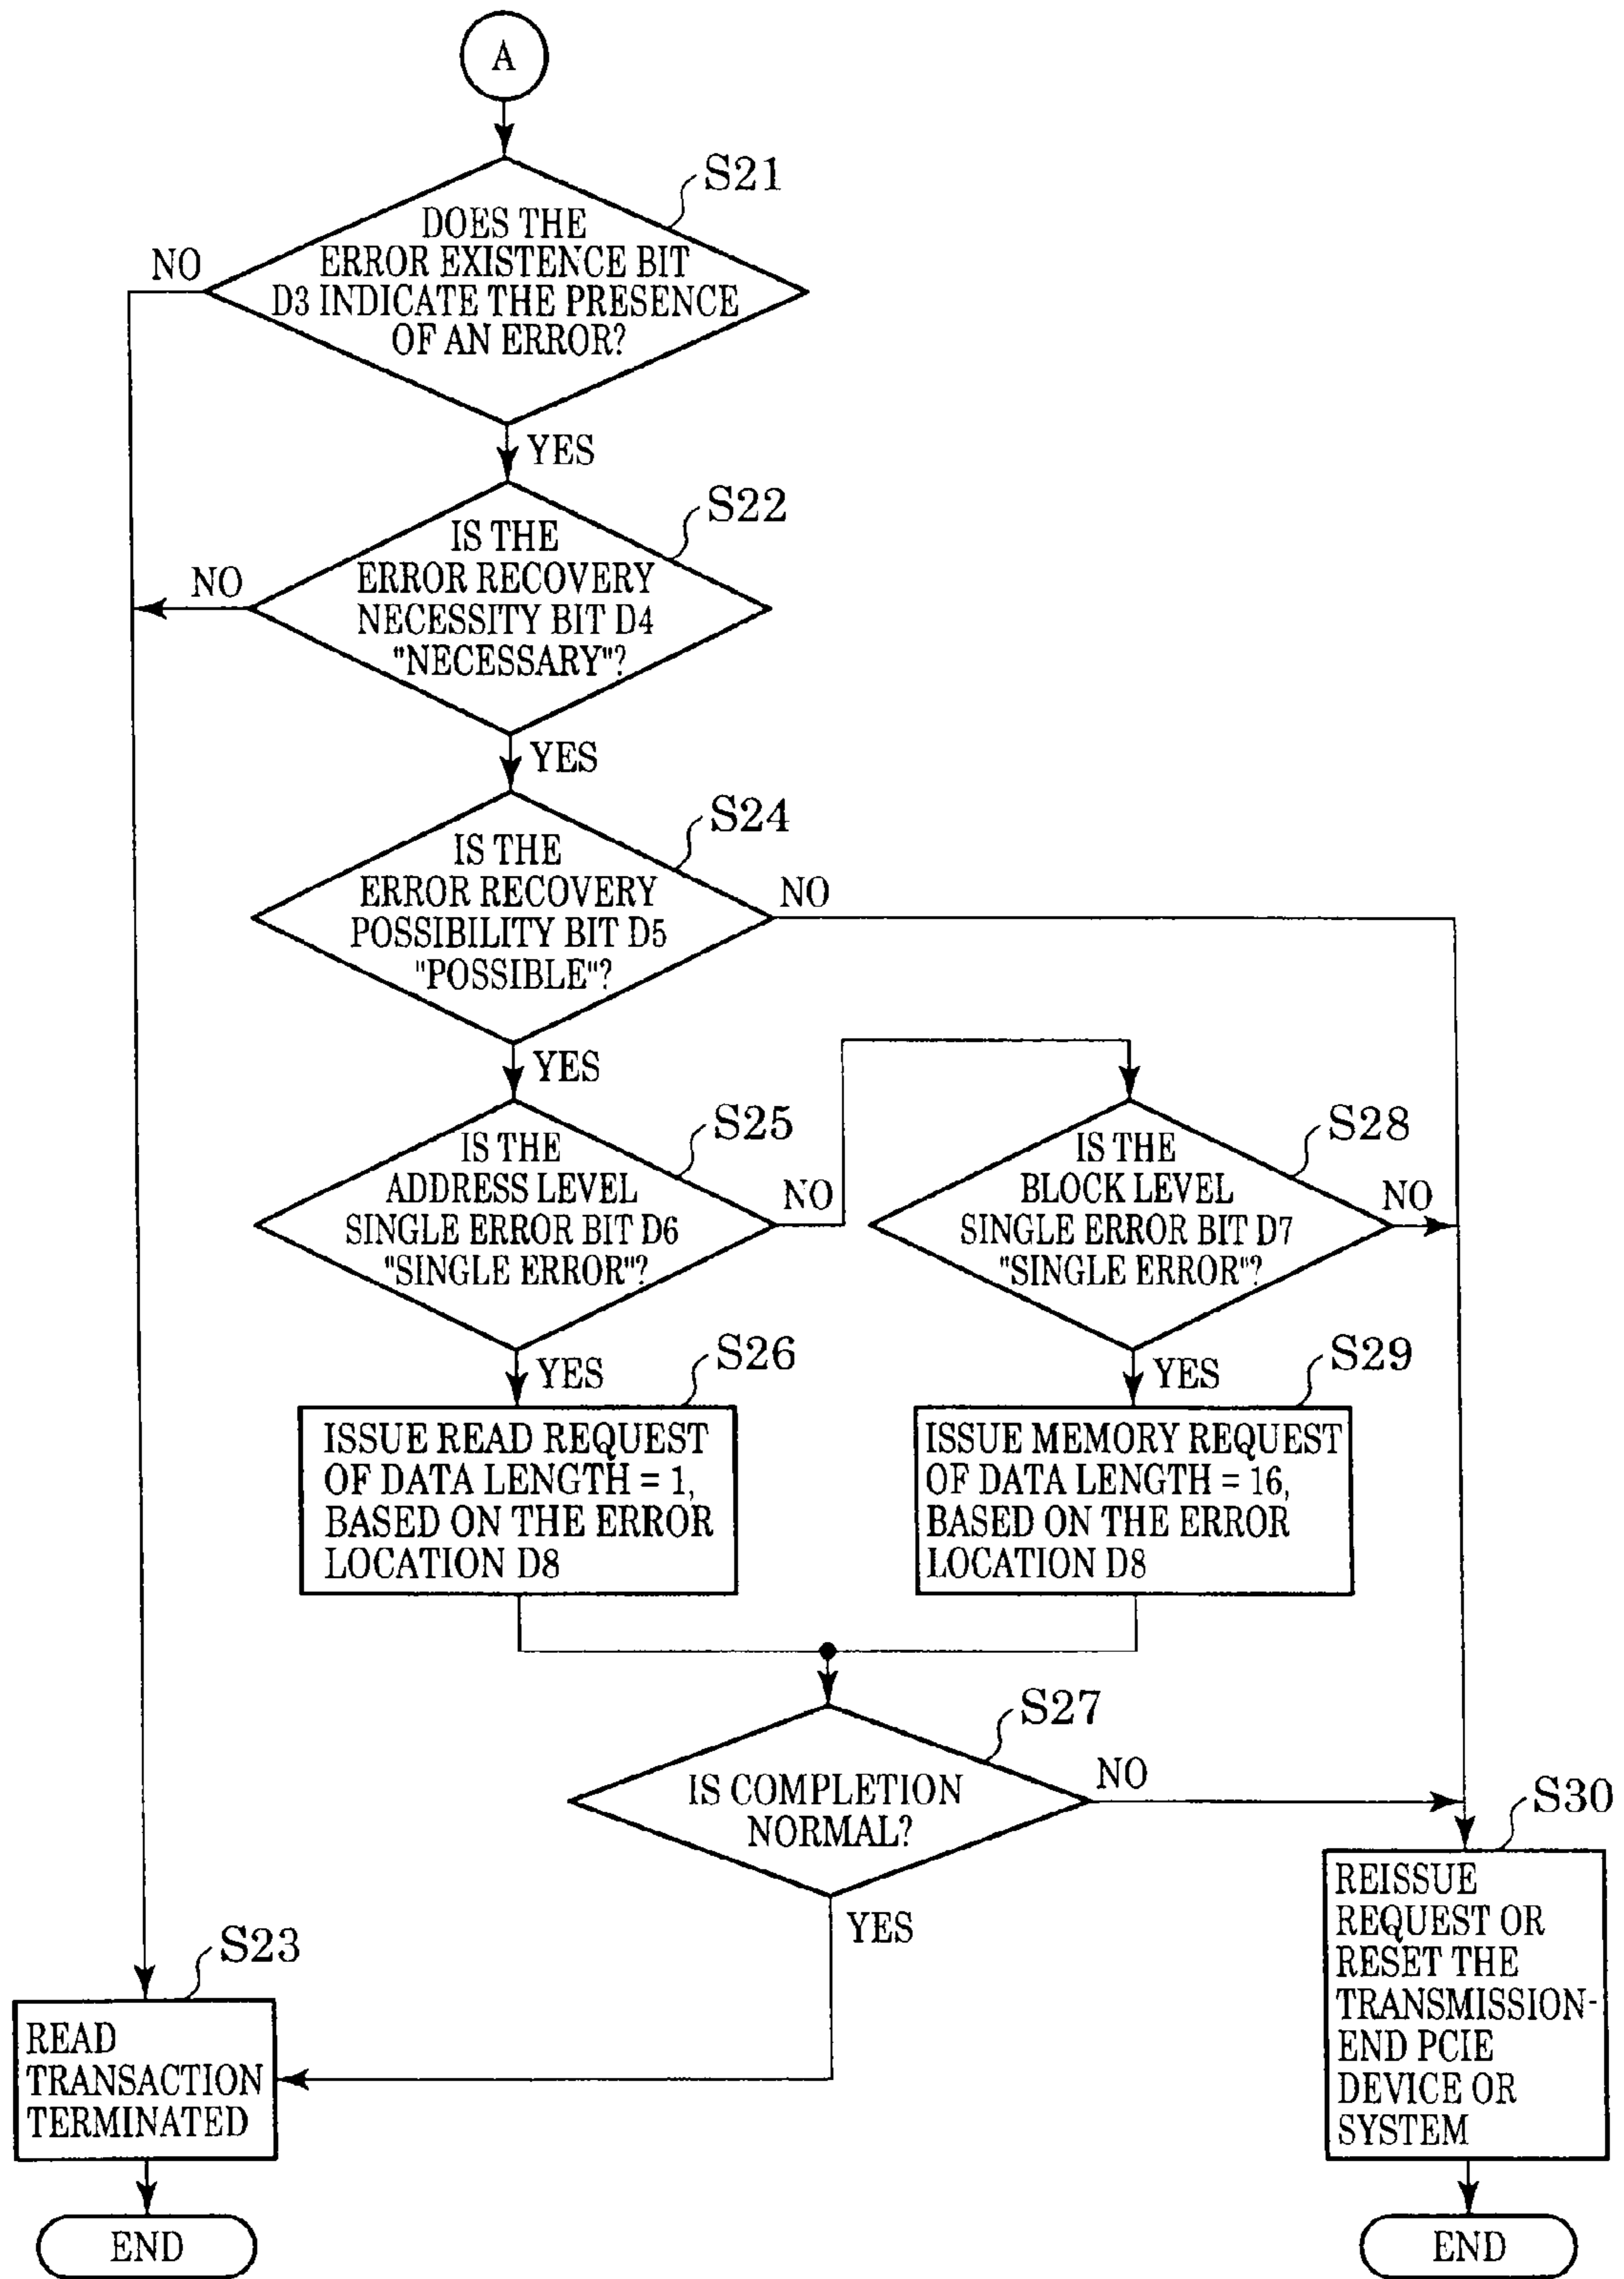 A
S21
DOES THE
ERROR EXISTENCE BIT
D3 INDICATE THE PRESENCE
OF AN ERROR?
NO
YES
S22
IS THE
ERROR RECOVERY
NECESSITY BIT D4
"NECESSARY"?
NO
YES
S24
IS THE
ERROR RECOVERY
POSSIBILITY BIT D5
"POSSIBLE"?
NO
YES
S25
IS THE
ADDRESS LEVEL
SINGLE ERROR BIT D6
"SINGLE ERROR"?
NO
YES
S28
IS THE
BLOCK LEVEL
SINGLE ERROR BIT D7
"SINGLE ERROR"?
NO
YES
S26
ISSUE READ REQUEST
OF DATA LENGTH = 1,
BASED ON THE ERROR
LOCATION D8
S29
ISSUE MEMORY REQUEST
OF DATA LENGTH = 16,
BASED ON THE ERROR
LOCATION D8
S27
IS COMPLETION
NORMAL?
NO
YES
S30
REISSUE
REQUEST OR
RESET THE
TRANSMISSION-
END PCIE
DEVICE OR
SYSTEM
S23
READ
TRANSACTION
TERMINATED
END
END